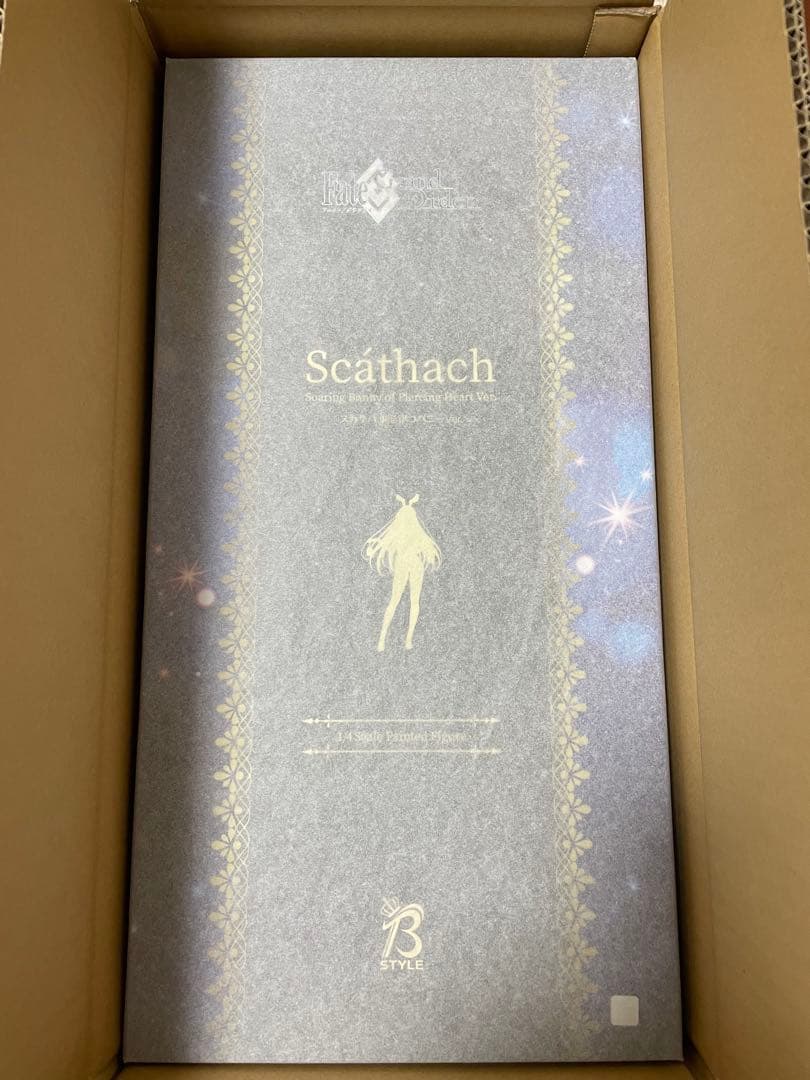 Fate
Grand
Order
Scáthach
Soaring Bunny of Piercing Heart Ver.
1/4 Scale Painted Figure
B
STYLE